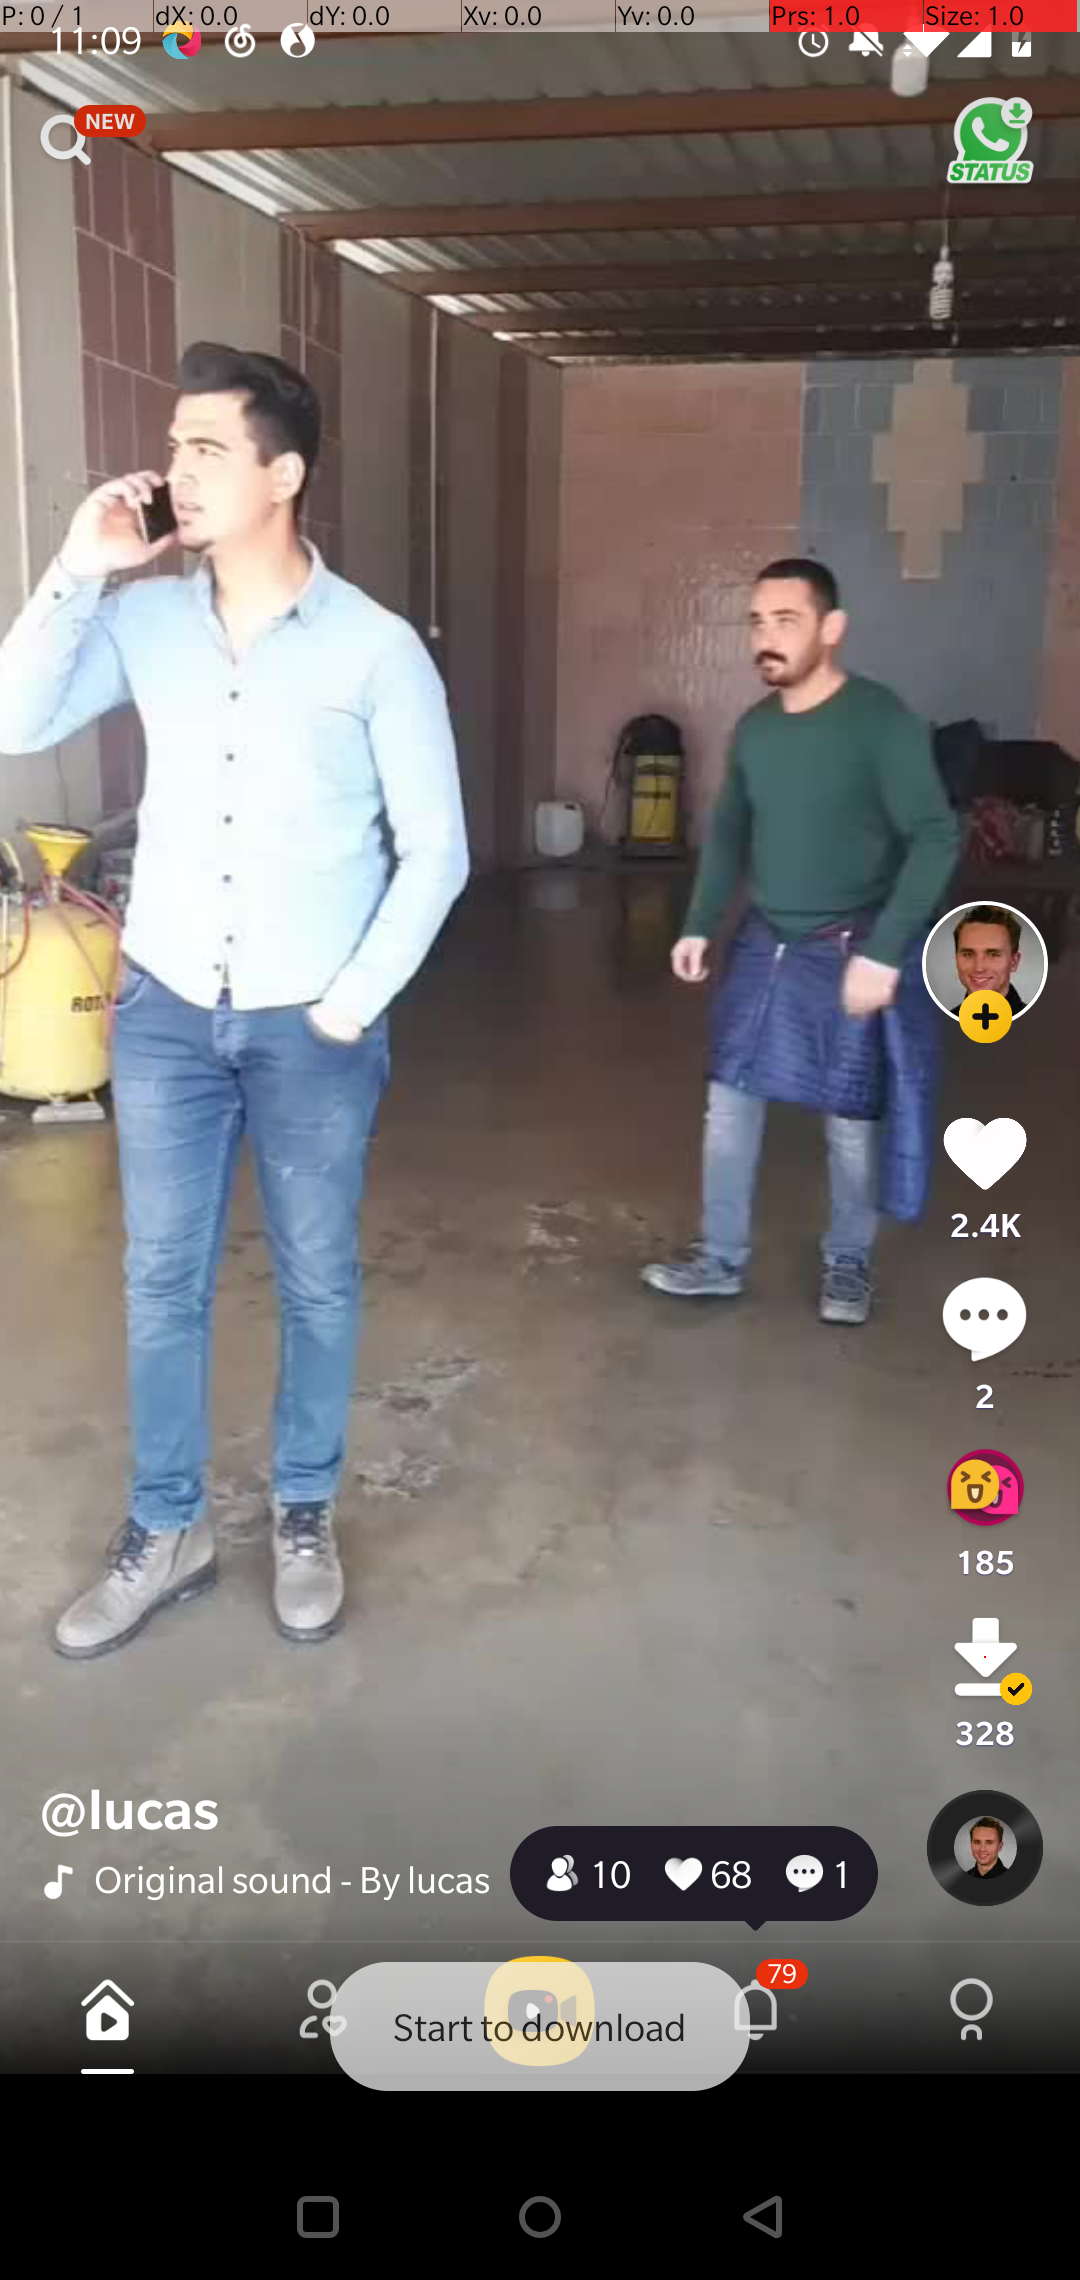 P: 0 / 1
dX: 0.0
dY: 0.0
Xv: 0.0
Yv: 0.0
Prs: 1.0
Size: 1.0
11:09
NEW
STATUS
2.4K
2
185
328
@lucas
Original sound - By lucas
10
68
1
79
Start to download